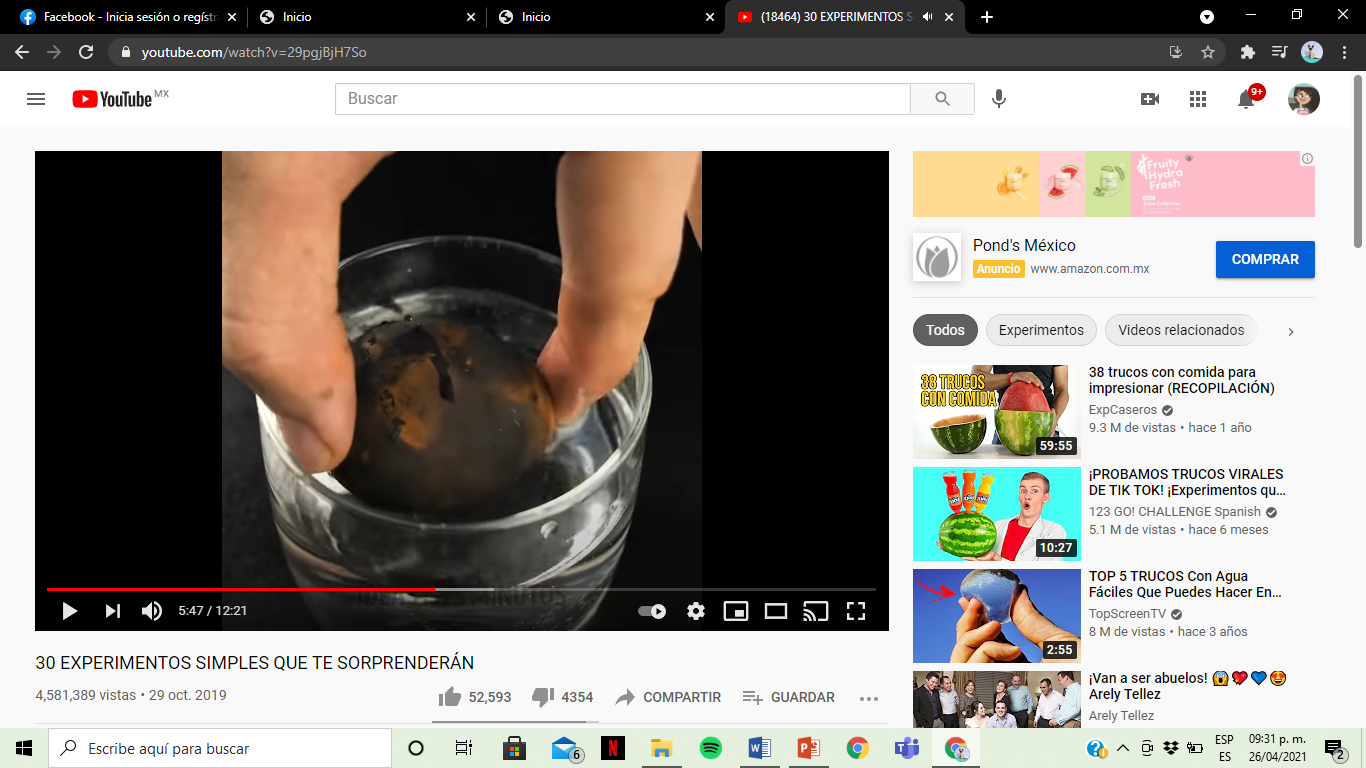 Facebook - Inicia sesión o regístra
Inicio
Inicio
(18464) 30 EXPERIMENTOS S
youtube.com/watch?v=29pgjBjH7So
YouTube MX
Buscar
9+
#Fruity
Hydra
Fresh
Pond's México
Anuncio www.amazon.com.mx
COMPRAR
Todos
Experimentos
Videos relacionados
38 TRUCOS
CON COMIDA
59:55
38 trucos con comida para
impresionar (RECOPILACIÓN)
ExpCaseros
9.3 M de vistas • hace 1 año
10:27
¡PROBAMOS TRUCOS VIRALES
DE TIK TOK! ¡Experimentos qu...
123 GO! CHALLENGE Spanish
5.1 M de vistas • hace 6 meses
2:55
TOP 5 TRUCOS Con Agua
Fáciles Que Puedes Hacer En...
TopScreenTV
8 M de vistas • hace 3 años
¡Van a ser abuelos! 😱💖💙🤩
Arely Tellez
Arely Tellez
MINUTOS
5:47 / 12:21
30 EXPERIMENTOS SIMPLES QUE TE SORPRENDERÁN
4,581,389 vistas • 29 oct. 2019
52,593
4354
COMPARTIR
GUARDAR
Escribe aquí para buscar
6
ESP
ES
09:31 p. m.
26/04/2021
2